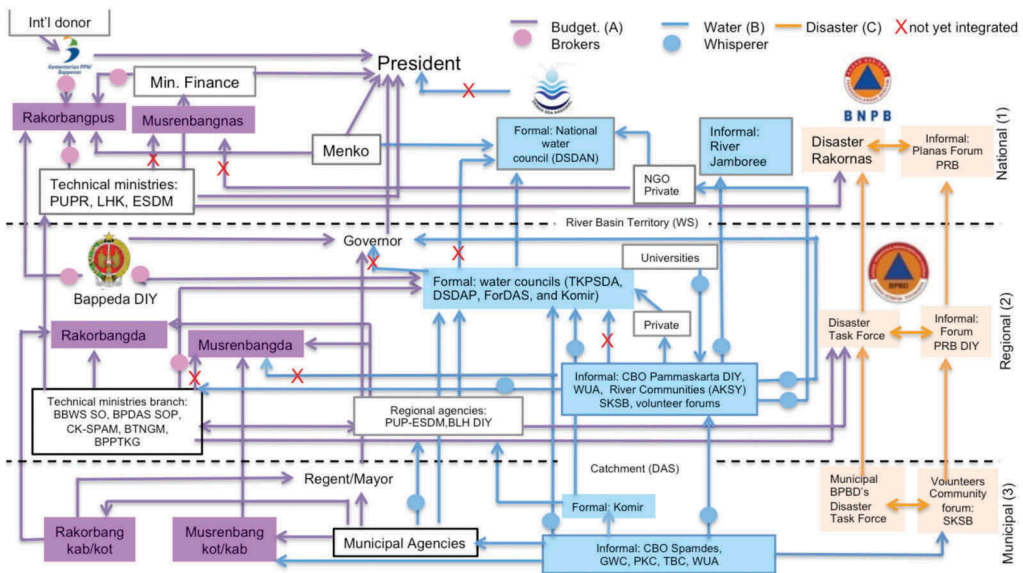 Int'l donor
Budget. (A)
Brokers
Water (B)
Whisperer
Disaster (C)
X not yet integrated
Kementerian PPN/
Bappenas
President
Min. Finance
BNPB
Rakorbangpus
Musrenbangnas
Menko
Formal: National
water
council (DSDAN)
Informal:
River
Jamboree
Disaster
Rakornas
Informal:
Planas Forum
PRB
National (1)
Technical ministries:
PUPR, LHK, ESDM
NGO
Private
River Basin Territory (WS)
Governor
Universities
BPBD
Bappeda DIY
Formal: water councils (TKPSDA,
DSDAP, ForDAS, and Komir)
Private
Rakorbangda
Musrenbangda
Disaster
Task Force
Informal:
Forum
PRB DIY
Regional (2)
Technical ministries branch:
BBWS SO, BPDAS SOP,
CK-SPAM, BTNGM,
BPPTKG
Regional agencies:
PUP-ESDM,BLH DIY
Informal: CBO Pammaskarta DIY,
WUA, River Communities (AKSY)
SKSB, volunteer forums
Catchment (DAS)
Regent/Mayor
Formal: Komir
Municipal
BPBD's
Disaster
Task Force
Volunteers
Community
forum:
SKSB
Municipal (3)
Rakorbang
kab/kot
Musrenbang
kot/kab
Municipal Agencies
Informal: CBO Spamdes,
GWC, PKC, TBC, WUA